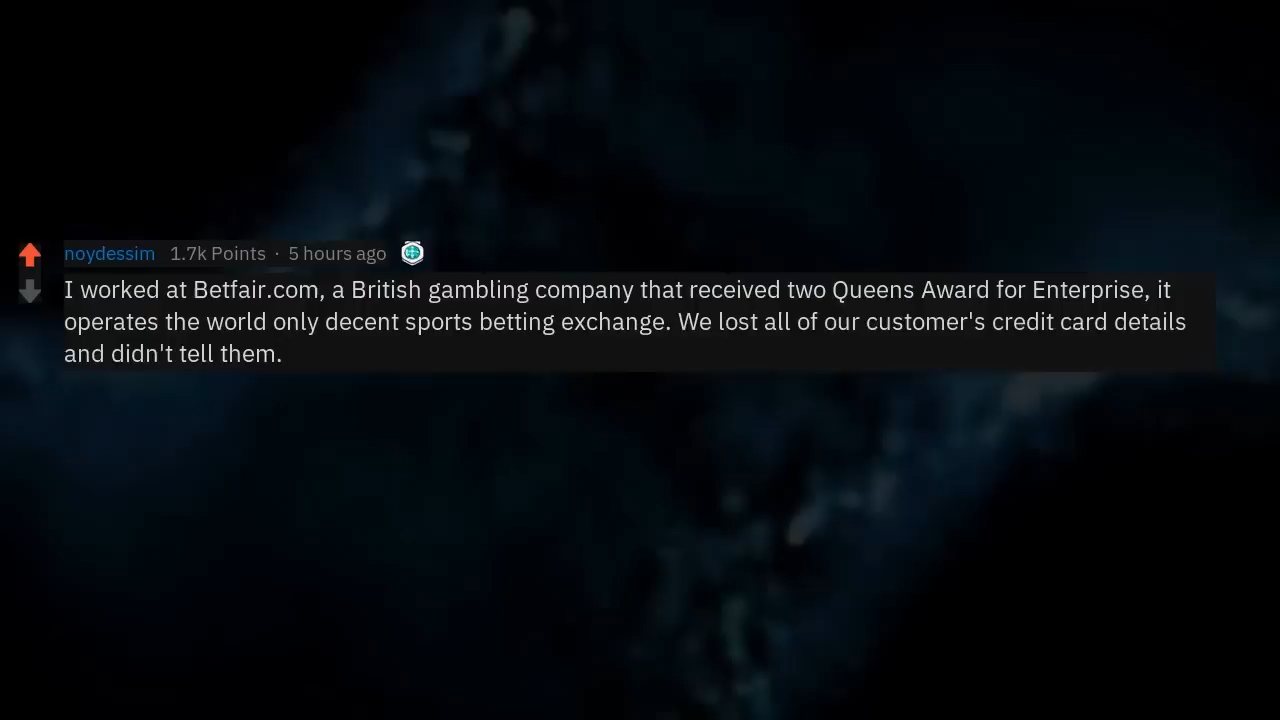 noydessim 1.7k Points · 5 hours ago
I worked at Betfair.com, a British gambling company that received two Queens Award for Enterprise, it
operates the world only decent sports betting exchange. We lost all of our customer's credit card details
and didn't tell them.